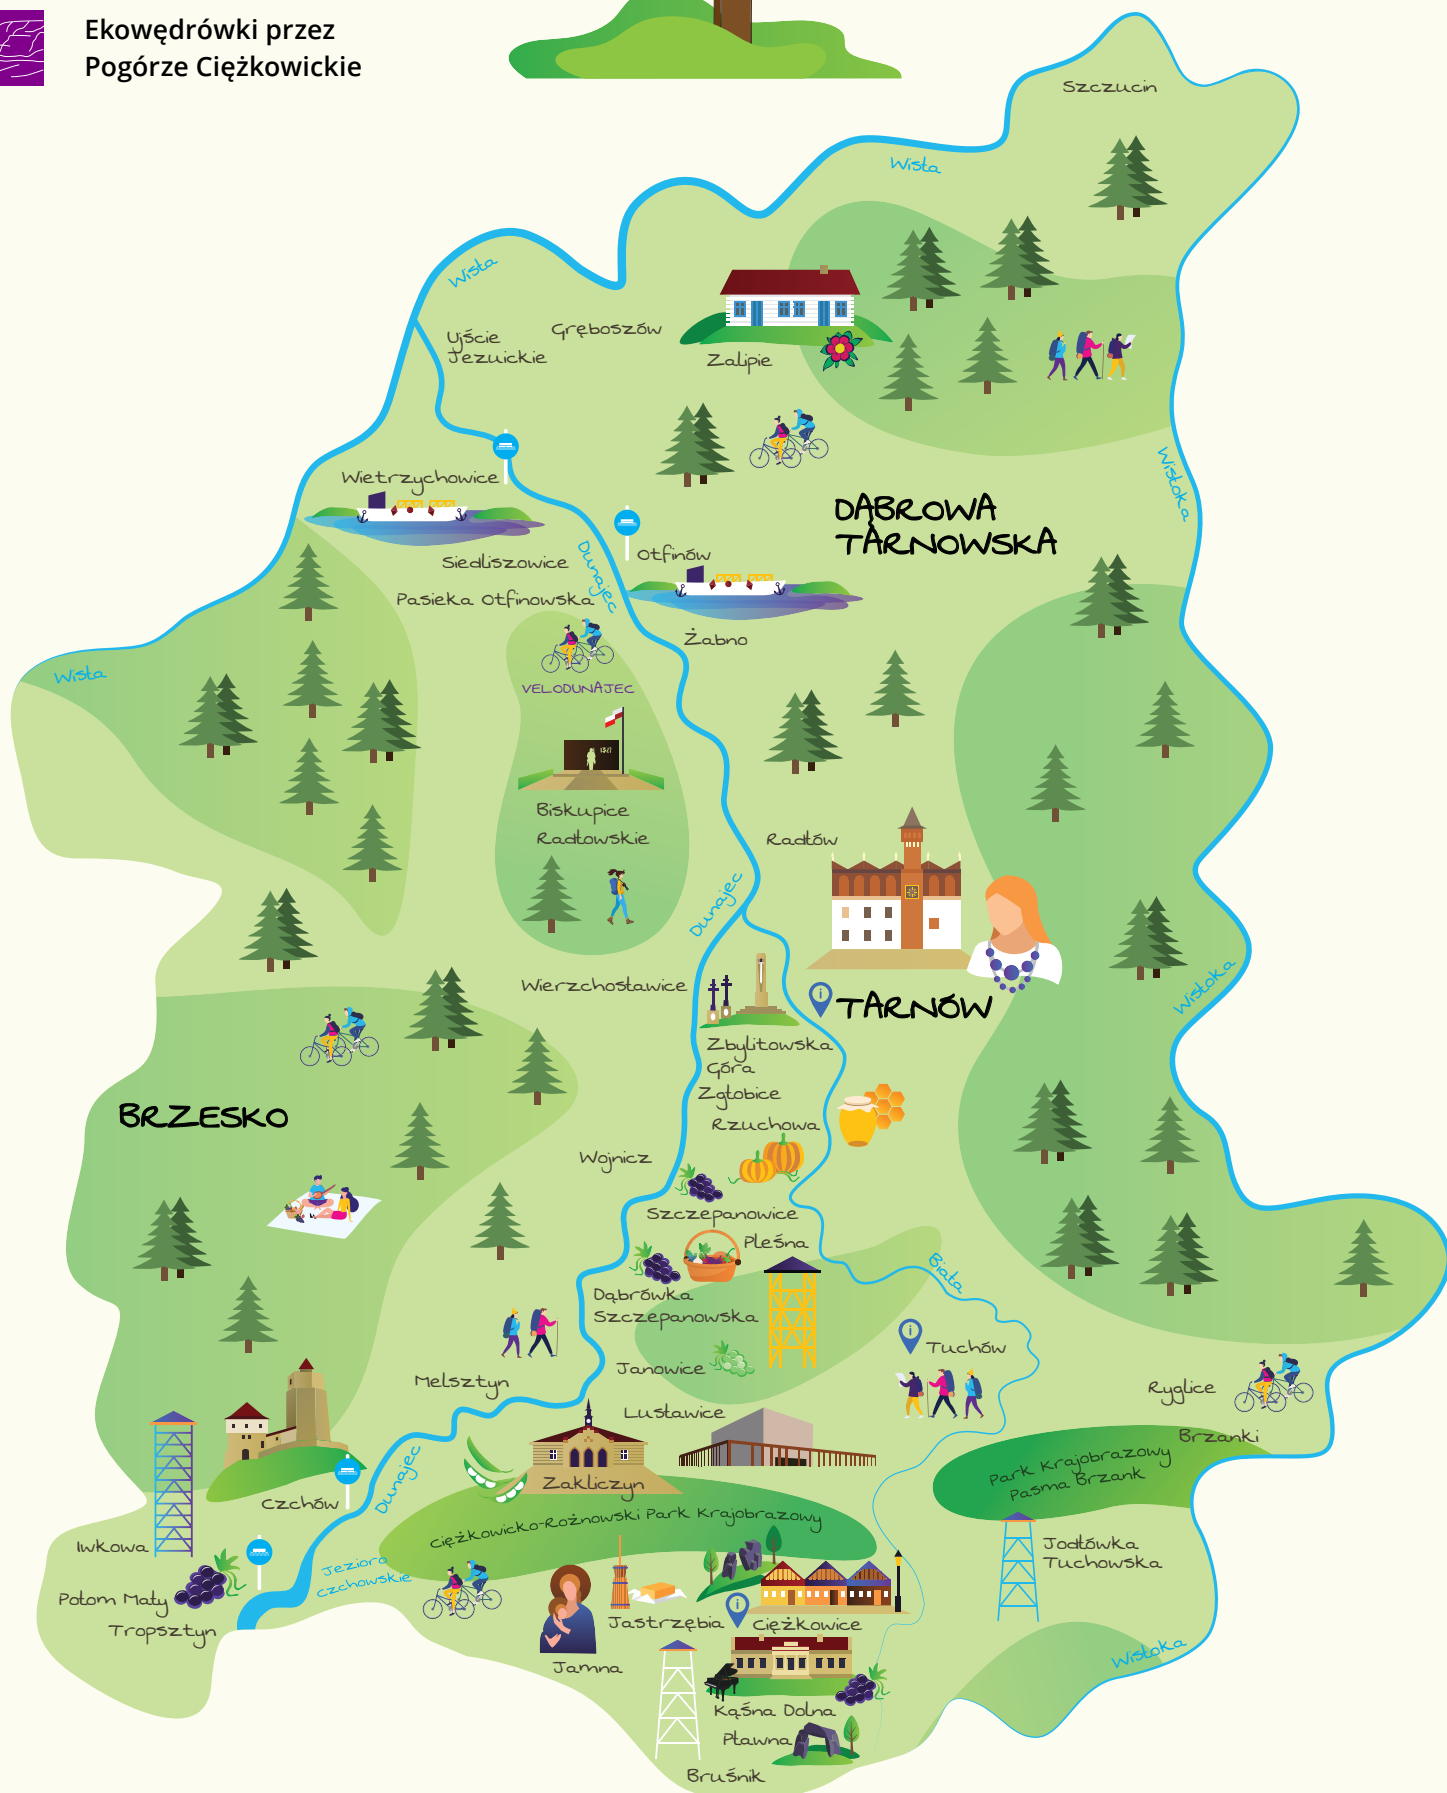 Ekowędrówki przez
Pogórze Ciężkowickie
Szczucin
Wisła
Wisła
Ujście
Jezuickie
Gręboszów
Zalipie
Wietrzychowice
Wisłoka
DĄBROWA
TARNOWSKA
Siedliszowice
Dunajec
Otfinów
Pasieka Otfinowska
Żabno
Wisła
VELODUNAJEC
Biskupice
Radłowskie
Radłów
Dunajec
Wierzchosławice
Wisłoka
TARNÓW
Zbylitowska
Góra
Zgłobice
BRZESKO
Rzuchowa
Wojnicz
Szczepanowice
Pleśna
Biała
Dąbrówka
Szczepanowska
Tuchów
Janowice
Melsztyn
Ryglice
Lusławice
Brzanki
Park Krajobrazowy
Pasma Brzank
Dunajec
Zakliczyn
Czchów
Ciężkowicko-Rożnowski Park Krajobrazowy
Iwkowa
Jodłówka
Tuchowska
Jezioro
Czchowskie
Połom Mały
Tropsztyn
Jastrzębia
Ciężkowice
Jamna
Wisłoka
Kąśna Dolna
Pławna
Bruśnik